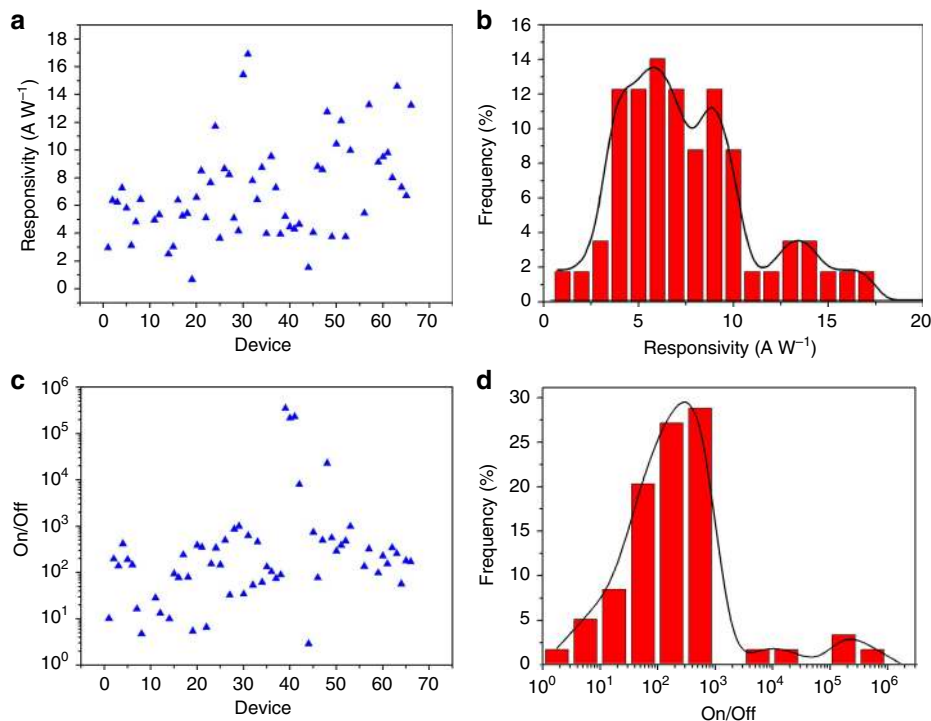 a
18
16
14
12
10
8
6
4
2
0
Responsivity (A W⁻¹)
0 10 20 30 40 50 60 70
Device
b
16
14
12
10
8
6
4
2
0
Frequency (%)
0 5 10 15 20
Responsivity (A W⁻¹)
c
10⁶
10⁵
10⁴
10³
10²
10¹
10⁰
On/Off
0 10 20 30 40 50 60 70
Device
d
30
25
20
15
10
5
0
Frequency (%)
10⁰ 10¹ 10² 10³ 10⁴ 10⁵ 10⁶
On/Off